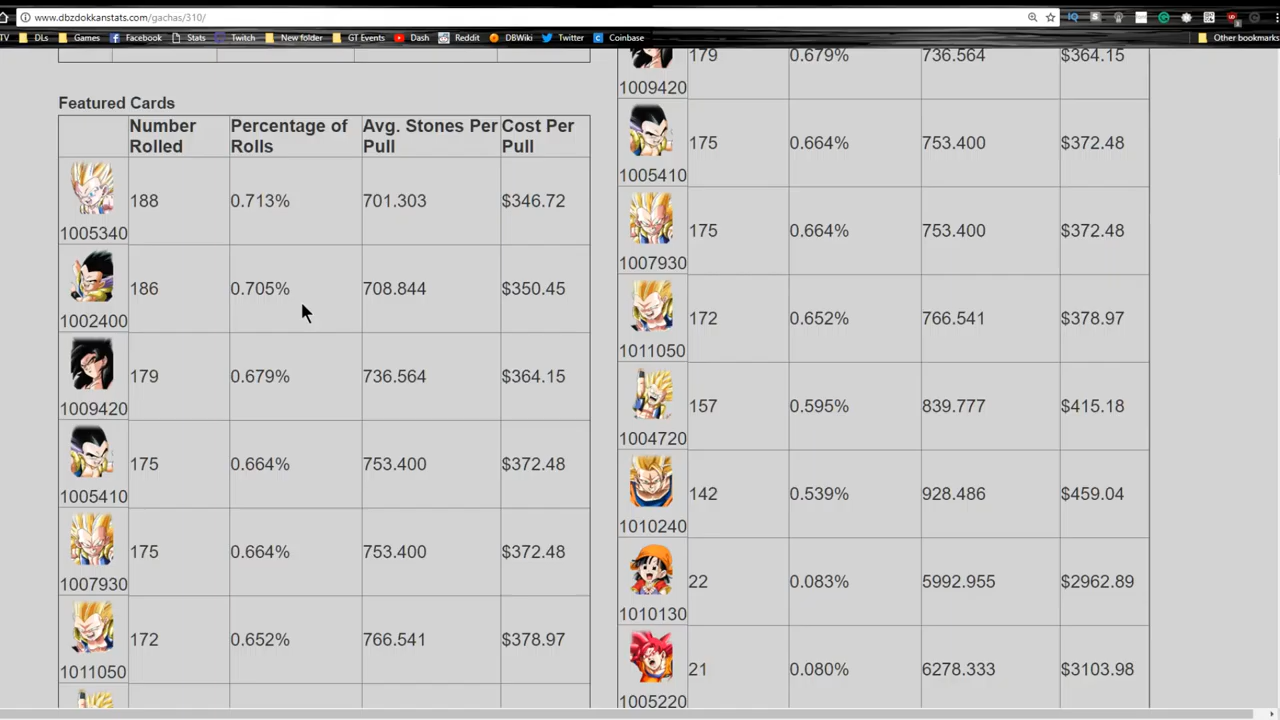 www.dbzdokkanstats.com/gachas/310/
TV DLs Games Facebook Stats Twitch New folder GT Events Dash Reddit DBWiki Twitter Coinbase Other bookmarks
Featured Cards
Number Rolled Percentage of Rolls Avg. Stones Per Pull Cost Per Pull
188 0.713% 701.303 $346.72
1005340
186 0.705% 708.844 $350.45
1002400
179 0.679% 736.564 $364.15
1009420
175 0.664% 753.400 $372.48
1005410
175 0.664% 753.400 $372.48
1007930
172 0.652% 766.541 $378.97
1011050
179 0.679% 736.564 $364.15
1009420
175 0.664% 753.400 $372.48
1005410
175 0.664% 753.400 $372.48
1007930
172 0.652% 766.541 $378.97
1011050
157 0.595% 839.777 $415.18
1004720
142 0.539% 928.486 $459.04
1010240
22 0.083% 5992.955 $2962.89
1010130
21 0.080% 6278.333 $3103.98
1005220